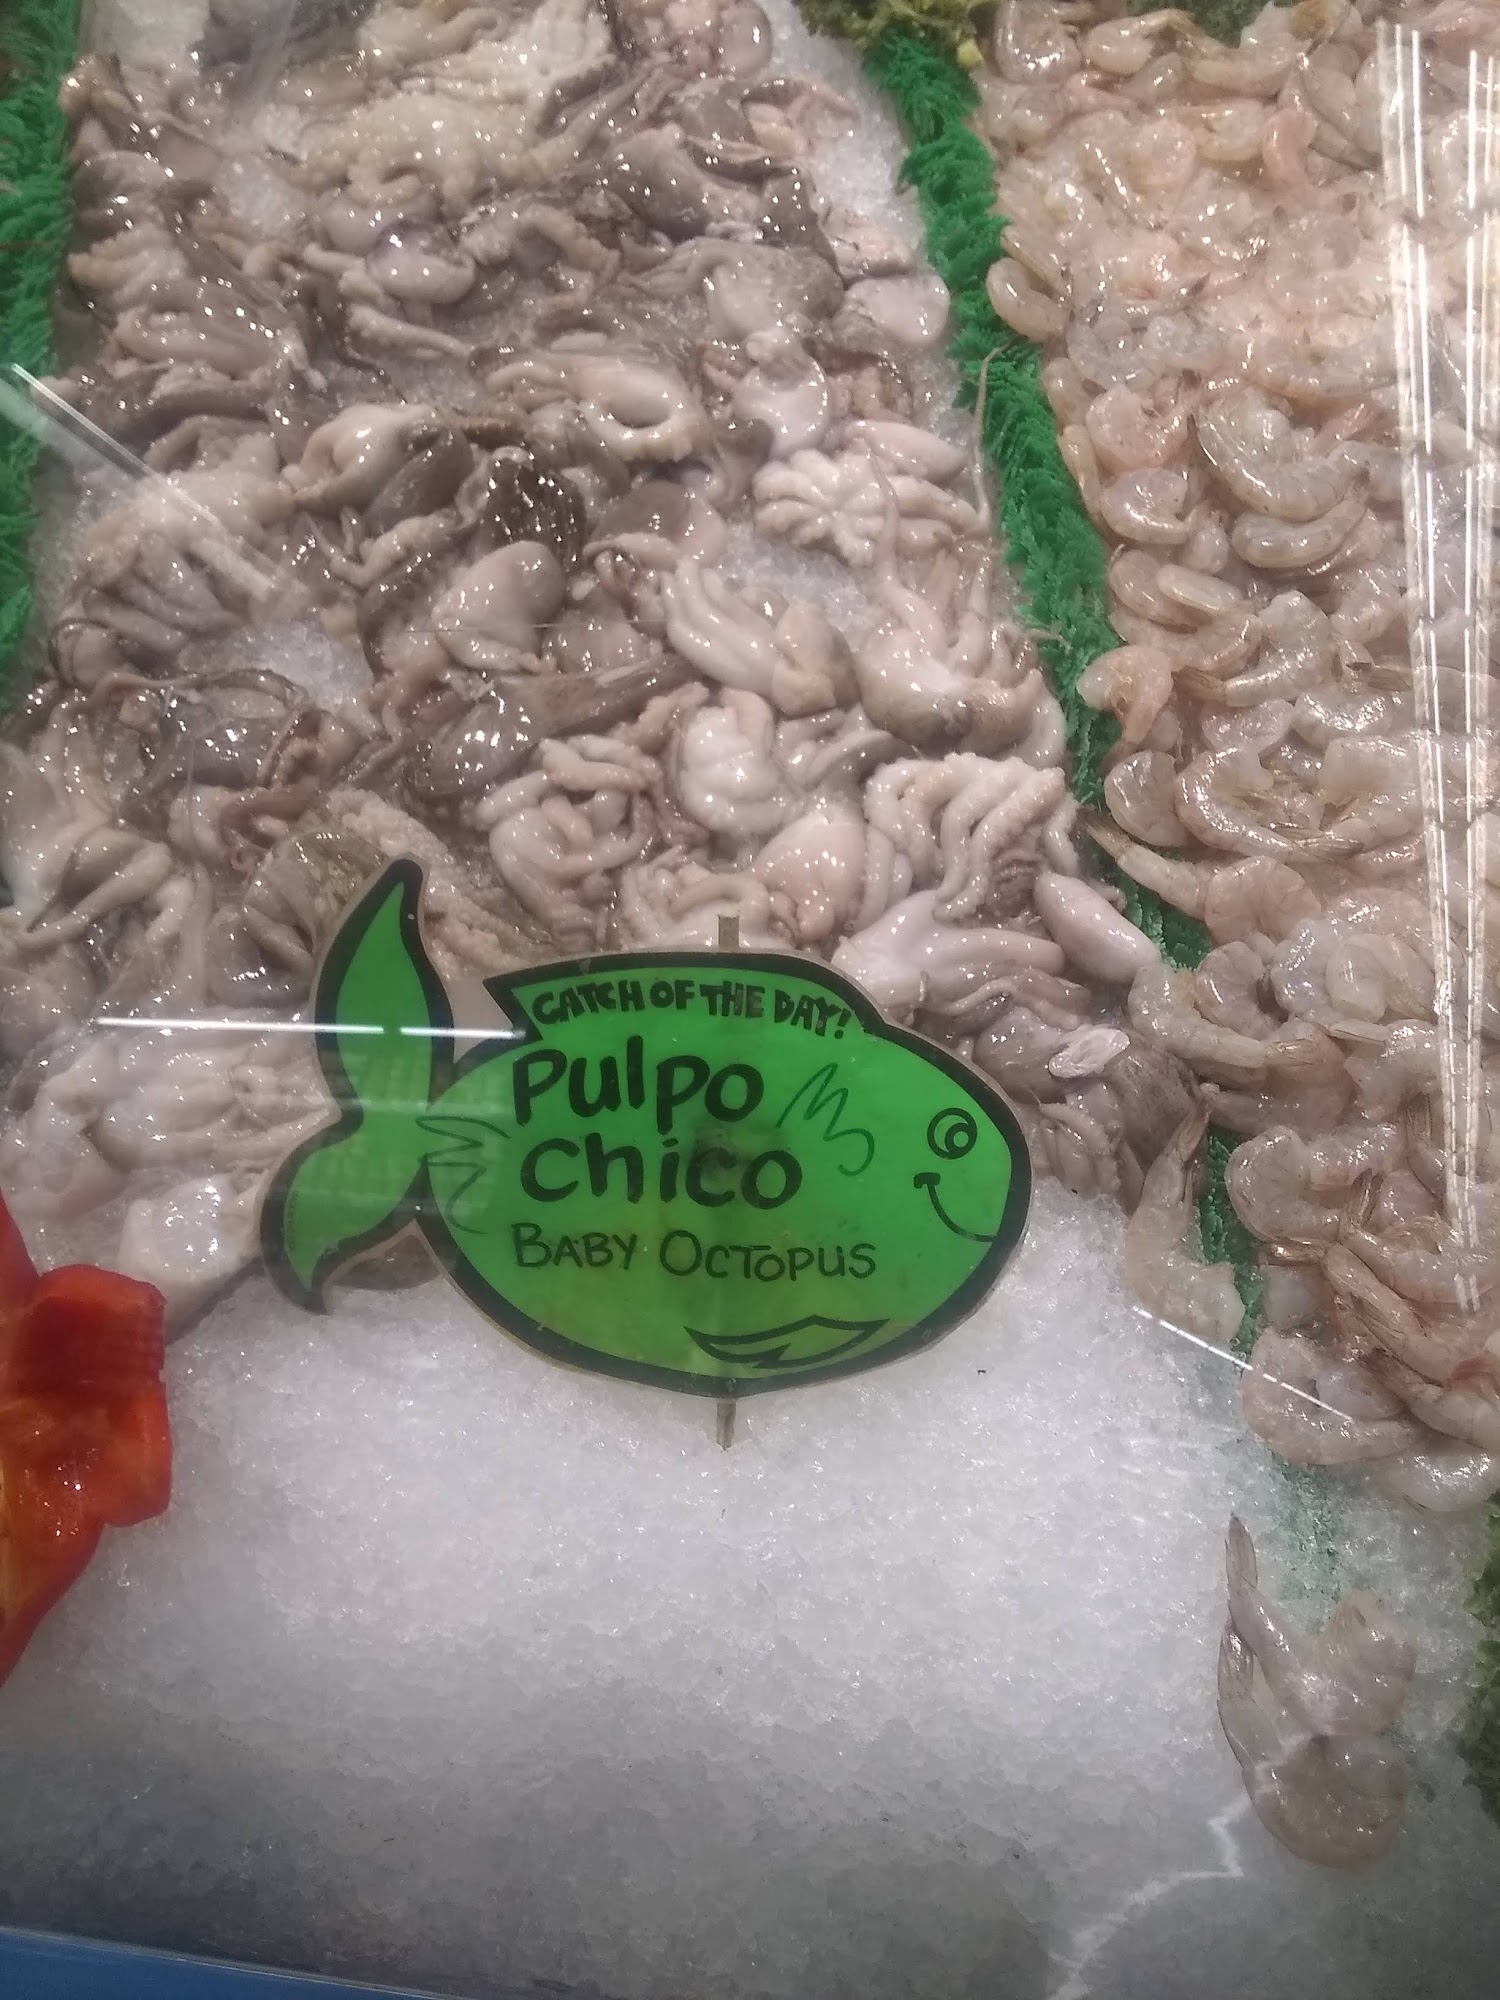 CATCH OF THE DAY!
Pulpo
Chico
BABY OCTOPUS